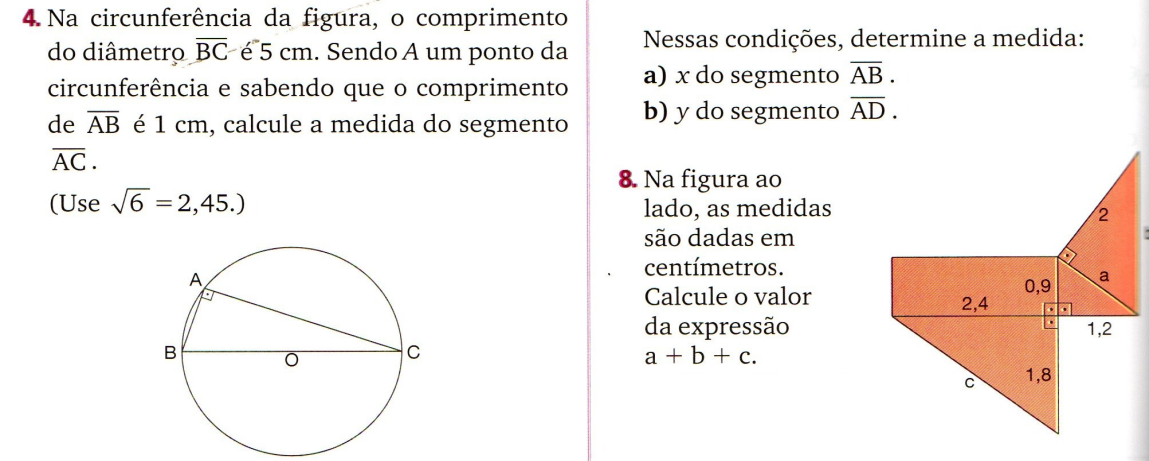 4. Na circunferência da figura, o comprimento
do diâmetro BC é 5 cm. Sendo A um ponto da
circunferência e sabendo que o comprimento
de AB é 1 cm, calcule a medida do segmento
AC.
(Use √6 = 2,45.)
A
B
O
C
Nessas condições, determine a medida:
a) x do segmento AB.
b) y do segmento AD.
8. Na figura ao
lado, as medidas
são dadas em
centímetros.
Calcule o valor
da expressão
a + b + c.
2
a
0,9
2,4
1,2
1,8
c